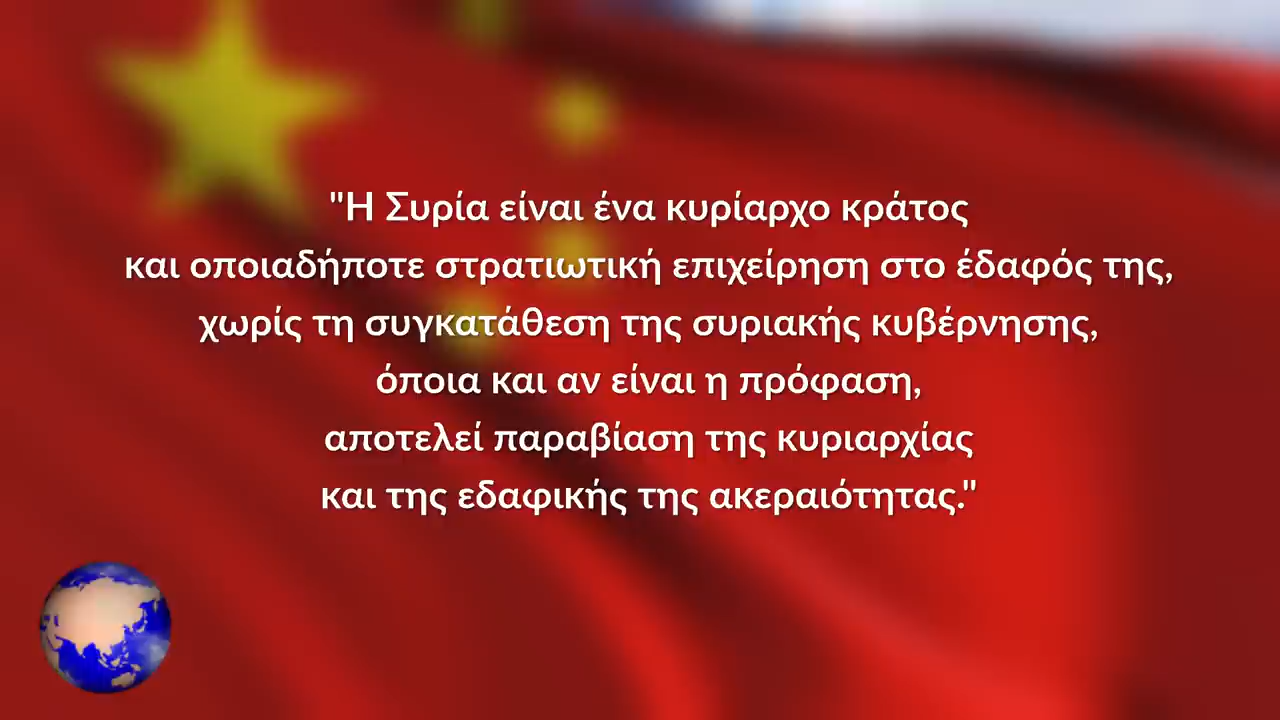 "Η Συρία είναι ένα κυρίαρχο κράτος
και οποιαδήποτε στρατιωτική επιχείρηση στο έδαφός της,
χωρίς τη συγκατάθεση της συριακής κυβέρνησης,
όποια και αν είναι η πρόφαση,
αποτελεί παραβίαση της κυριαρχίας
και της εδαφικής της ακεραιότητας."